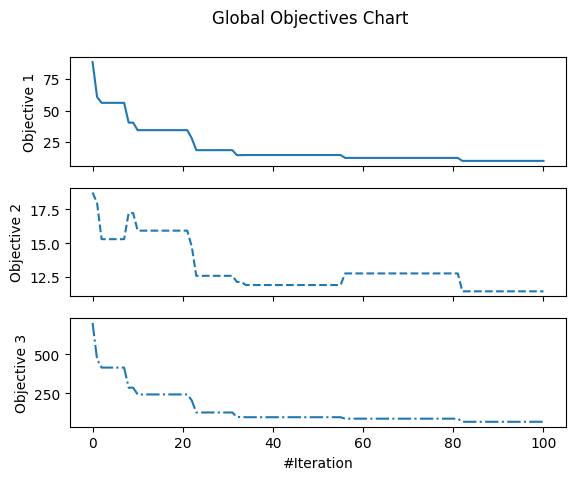 Global Objectives Chart
Objective 1
75
50
25
Objective 2
17.5
15.0
12.5
Objective 3
500
250
0 20 40 60 80 100
#Iteration